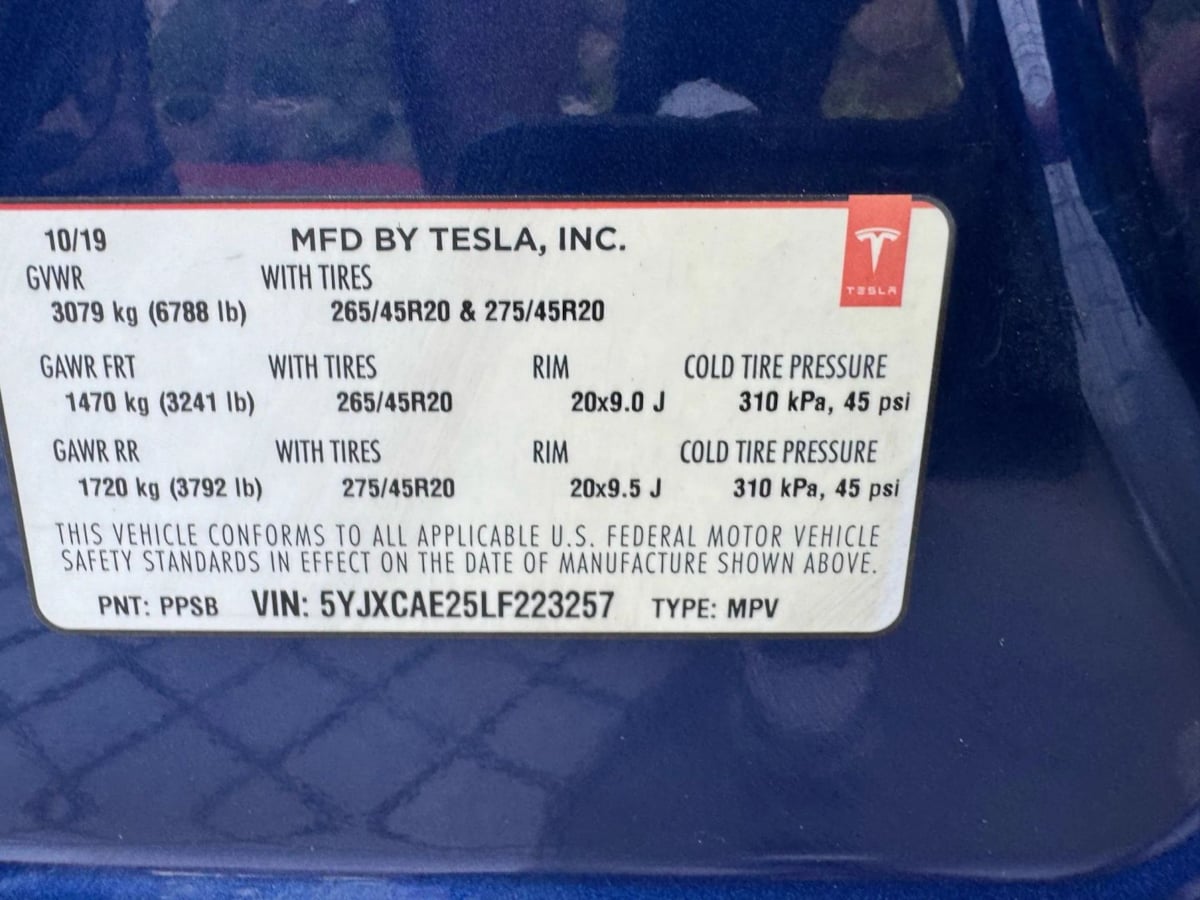 10/19 MFD BY TESLA, INC.
TESLA
GVWR WITH TIRES
3079 kg (6788 lb) 265/45R20 & 275/45R20
GAWR FRT WITH TIRES RIM COLD TIRE PRESSURE
1470 kg (3241 lb) 265/45R20 20x9.0 J 310 kPa, 45 psi
GAWR RR WITH TIRES RIM COLD TIRE PRESSURE
1720 kg (3792 lb) 275/45R20 20x9.5 J 310 kPa, 45 psi
THIS VEHICLE CONFORMS TO ALL APPLICABLE U.S. FEDERAL MOTOR VEHICLE
SAFETY STANDARDS IN EFFECT ON THE DATE OF MANUFACTURE SHOWN ABOVE.
PNT: PPSB VIN: 5YJXCAE25LF223257 TYPE: MPV